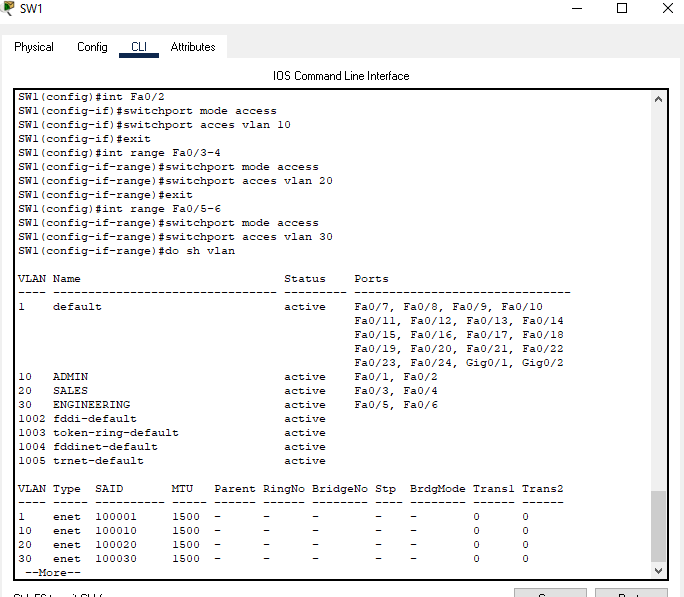 SW1
Physical Config CLI Attributes
IOS Command Line Interface
SW1(config)#int Fa0/2
SW1(config-if)#switchport mode access
SW1(config-if)#switchport acces vlan 10
SW1(config-if)#exit
SW1(config)#int range Fa0/3-4
SW1(config-if-range)#switchport mode access
SW1(config-if-range)#switchport acces vlan 20
SW1(config-if-range)#exit
SW1(config)#int range Fa0/5-6
SW1(config-if-range)#switchport mode access
SW1(config-if-range)#switchport acces vlan 30
SW1(config-if-range)#do sh vlan
VLAN Name                             Status    Ports
---- -------------------------------- --------- -------------------------------
1    default                          active    Fa0/7, Fa0/8, Fa0/9, Fa0/10
                                                Fa0/11, Fa0/12, Fa0/13, Fa0/14
                                                Fa0/15, Fa0/16, Fa0/17, Fa0/18
                                                Fa0/19, Fa0/20, Fa0/21, Fa0/22
                                                Fa0/23, Fa0/24, Gig0/1, Gig0/2
10   ADMIN                            active    Fa0/1, Fa0/2
20   SALES                            active    Fa0/3, Fa0/4
30   ENGINEERING                      active    Fa0/5, Fa0/6
1002 fddi-default                     active
1003 token-ring-default               active
1004 fddinet-default                  active
1005 trnet-default                    active
VLAN Type  SAID       MTU   Parent RingNo BridgeNo Stp  BrdgMode Trans1 Trans2
---- ----- ---------- ----- ------ ------ -------- ---- -------- ------ ------
1    enet  100001     1500  -      -      -        -    -        0      0
10   enet  100010     1500  -      -      -        -    -        0      0
20   enet  100020     1500  -      -      -        -    -        0      0
30   enet  100030     1500  -      -      -        -    -        0      0
 --More--